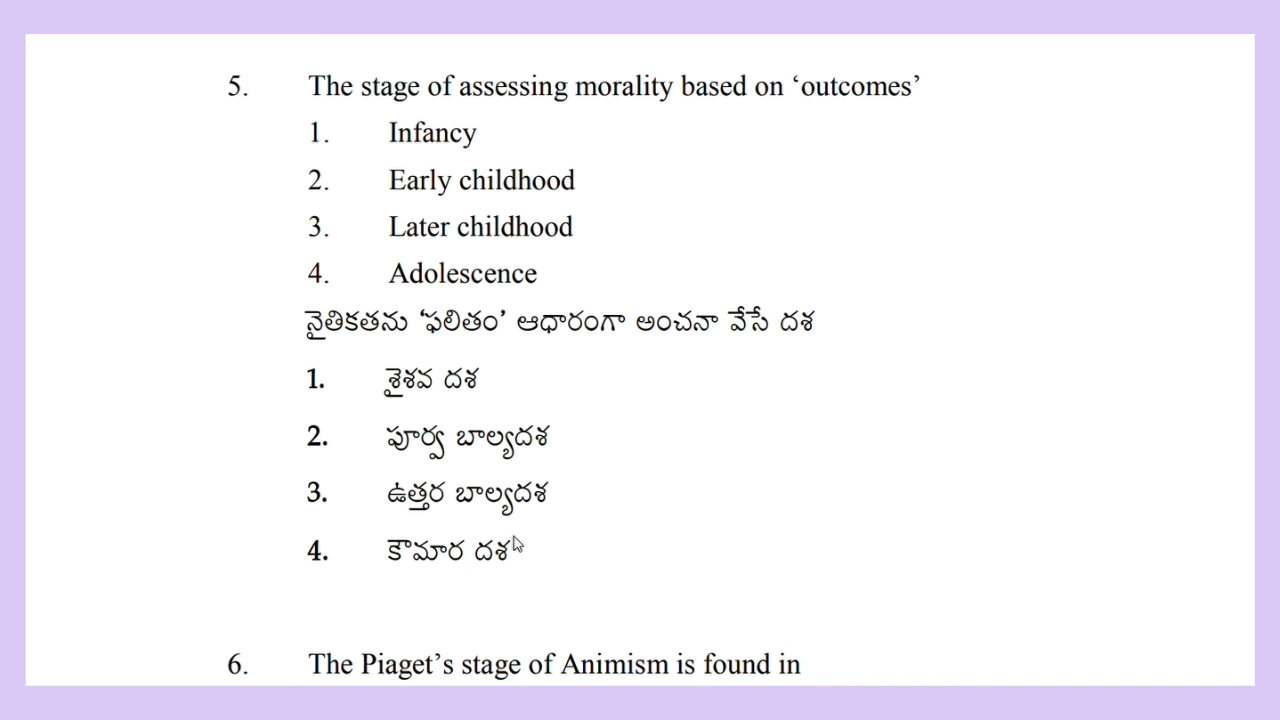 5. The stage of assessing morality based on ‘outcomes’
1. Infancy
2. Early childhood
3. Later childhood
4. Adolescence
నైతికతను ‘ఫలితం’ ఆధారంగా అంచనా వేసే దశ
1. శైశవ దశ
2. పూర్వ బాల్యదశ
3. ఉత్తర బాల్యదశ
4. కౌమార దశ
6. The Piaget’s stage of Animism is found in